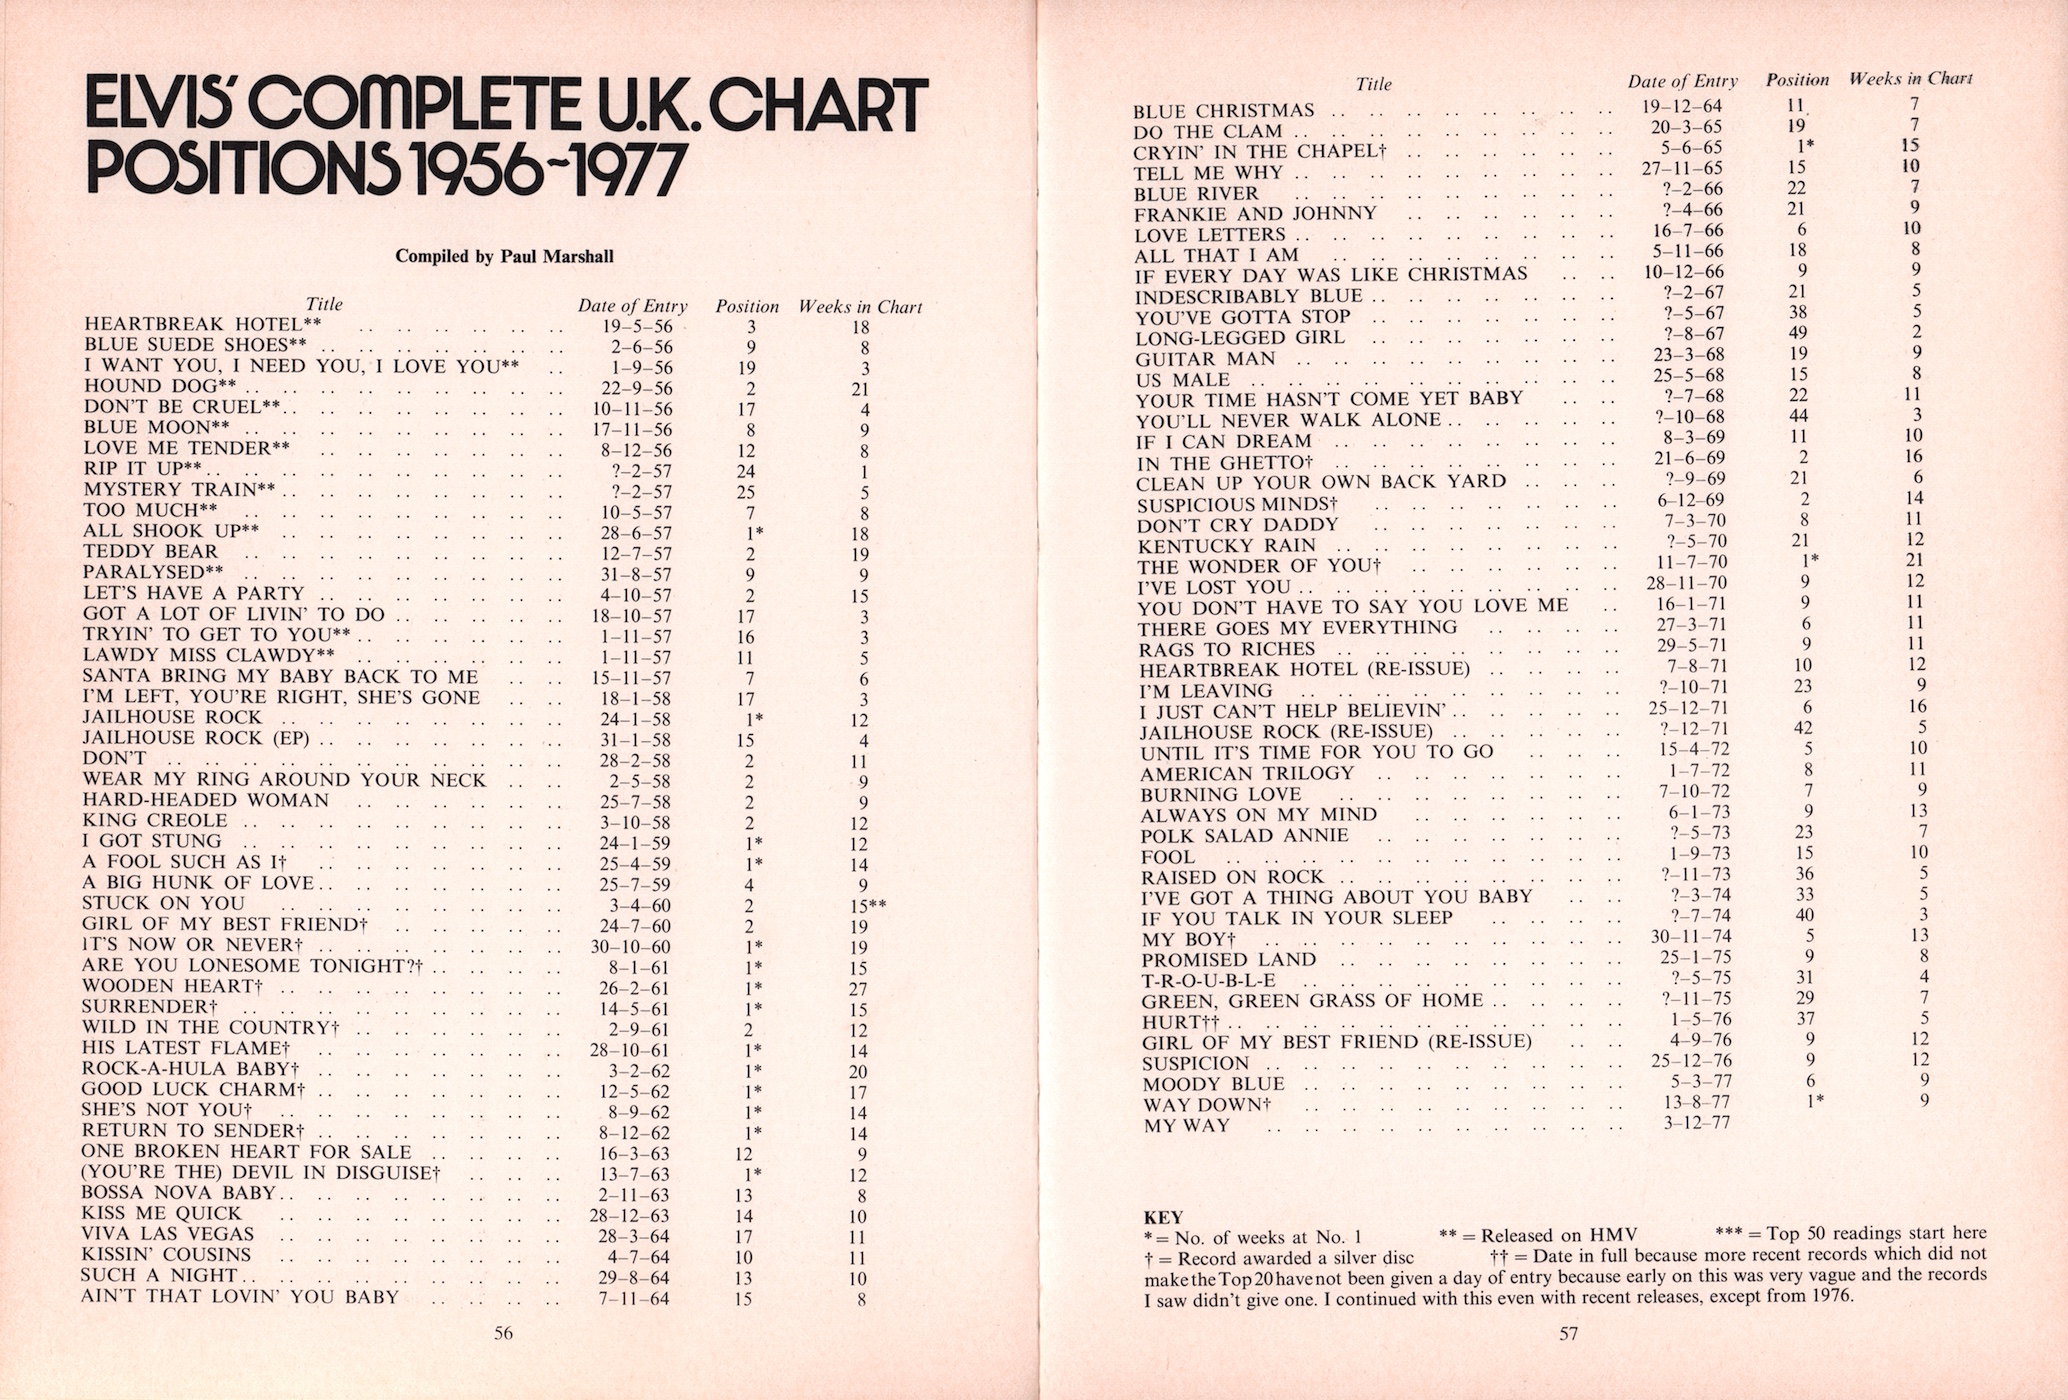 ELVIS' COMPLETE U.K. CHART
POSITIONS 1956~1977
Compiled by Paul Marshall
Title Date of Entry Position Weeks in Chart
HEARTBREAK HOTEL** .. .. .. .. .. .. 19–5–56 3 18
BLUE SUEDE SHOES** .. .. .. .. .. .. .. 2–6–56 9 8
I WANT YOU, I NEED YOU, I LOVE YOU** .. 1–9–56 19 3
HOUND DOG** .. .. .. .. .. .. .. .. .. 22–9–56 2 21
DON'T BE CRUEL** .. .. .. .. .. .. .. .. 10–11–56 17 4
BLUE MOON** .. .. .. .. .. .. .. .. .. 17–11–56 8 9
LOVE ME TENDER** .. .. .. .. .. .. .. 8–12–56 12 8
RIP IT UP** .. .. .. .. .. .. .. .. .. .. ?–2–57 24 1
MYSTERY TRAIN** .. .. .. .. .. .. .. .. ?–2–57 25 5
TOO MUCH** .. .. .. .. .. .. .. .. .. 10–5–57 7 8
ALL SHOOK UP** .. .. .. .. .. .. .. .. 28–6–57 1* 18
TEDDY BEAR .. .. .. .. .. .. .. .. .. 12–7–57 2 19
PARALYSED** .. .. .. .. .. .. .. .. .. 31–8–57 9 9
LET'S HAVE A PARTY .. .. .. .. .. .. .. 4–10–57 2 15
GOT A LOT OF LIVIN' TO DO .. .. .. .. .. 18–10–57 17 3
TRYIN' TO GET TO YOU** .. .. .. .. .. .. 1–11–57 16 3
LAWDY MISS CLAWDY** .. .. .. .. .. .. 1–11–57 11 5
SANTA BRING MY BABY BACK TO ME .. .. 15–11–57 7 6
I'M LEFT, YOU'RE RIGHT, SHE'S GONE .. .. 18–1–58 17 3
JAILHOUSE ROCK .. .. .. .. .. .. .. .. 24–1–58 1* 12
JAILHOUSE ROCK (EP) .. .. .. .. .. .. .. 31–1–58 15 4
DON'T .. .. .. .. .. .. .. .. .. .. .. 28–2–58 2 11
WEAR MY RING AROUND YOUR NECK .. .. 2–5–58 2 9
HARD-HEADED WOMAN .. .. .. .. .. .. 25–7–58 2 9
KING CREOLE .. .. .. .. .. .. .. .. .. 3–10–58 2 12
I GOT STUNG .. .. .. .. .. .. .. .. .. 24–1–59 1* 12
A FOOL SUCH AS I† .. .. .. .. .. .. .. 25–4–59 1* 14
A BIG HUNK OF LOVE .. .. .. .. .. .. .. 25–7–59 4 9
STUCK ON YOU .. .. .. .. .. .. .. .. 3–4–60 2 15**
GIRL OF MY BEST FRIEND† .. .. .. .. .. 24–7–60 2 19
IT'S NOW OR NEVER† .. .. .. .. .. .. .. 30–10–60 1* 19
ARE YOU LONESOME TONIGHT?† .. .. .. .. 8–1–61 1* 15
WOODEN HEART† .. .. .. .. .. .. .. .. 26–2–61 1* 27
SURRENDER† .. .. .. .. .. .. .. .. .. 14–5–61 1* 15
WILD IN THE COUNTRY† .. .. .. .. .. .. 2–9–61 2 12
HIS LATEST FLAME† .. .. .. .. .. .. .. 28–10–61 1* 14
ROCK-A-HULA BABY† .. .. .. .. .. .. .. 3–2–62 1* 20
GOOD LUCK CHARM† .. .. .. .. .. .. .. 12–5–62 1* 17
SHE'S NOT YOU† .. .. .. .. .. .. .. .. 8–9–62 1* 14
RETURN TO SENDER† .. .. .. .. .. .. .. 8–12–62 1* 14
ONE BROKEN HEART FOR SALE .. .. .. .. 16–3–63 12 9
(YOU'RE THE) DEVIL IN DISGUISE† .. .. .. 13–7–63 1* 12
BOSSA NOVA BABY .. .. .. .. .. .. .. .. 2–11–63 13 8
KISS ME QUICK .. .. .. .. .. .. .. .. 28–12–63 14 10
VIVA LAS VEGAS .. .. .. .. .. .. .. .. 28–3–64 17 11
KISSIN' COUSINS .. .. .. .. .. .. .. .. 4–7–64 10 11
SUCH A NIGHT .. .. .. .. .. .. .. .. .. 29–8–64 13 10
AIN'T THAT LOVIN' YOU BABY .. .. .. .. 7–11–64 15 8
56
Title Date of Entry Position Weeks in Chart
BLUE CHRISTMAS .. .. .. .. .. .. .. .. 19–12–64 11 7
DO THE CLAM .. .. .. .. .. .. .. .. .. 20–3–65 19 7
CRYIN' IN THE CHAPEL† .. .. .. .. .. .. 5–6–65 1* 15
TELL ME WHY .. .. .. .. .. .. .. .. .. 27–11–65 15 10
BLUE RIVER .. .. .. .. .. .. .. .. .. ?–2–66 22 7
FRANKIE AND JOHNNY .. .. .. .. .. .. ?–4–66 21 9
LOVE LETTERS .. .. .. .. .. .. .. .. .. 16–7–66 6 10
ALL THAT I AM .. .. .. .. .. .. .. .. 5–11–66 18 8
IF EVERY DAY WAS LIKE CHRISTMAS .. .. 10–12–66 9 9
INDESCRIBABLY BLUE .. .. .. .. .. .. .. ?–2–67 21 5
YOU'VE GOTTA STOP .. .. .. .. .. .. .. ?–5–67 38 5
LONG-LEGGED GIRL .. .. .. .. .. .. .. ?–8–67 49 2
GUITAR MAN .. .. .. .. .. .. .. .. .. 23–3–68 19 9
US MALE .. .. .. .. .. .. .. .. .. .. 25–5–68 15 8
YOUR TIME HASN'T COME YET BABY .. .. ?–7–68 22 11
YOU'LL NEVER WALK ALONE .. .. .. .. .. ?–10–68 44 3
IF I CAN DREAM .. .. .. .. .. .. .. .. 8–3–69 11 10
IN THE GHETTO† .. .. .. .. .. .. .. .. 21–6–69 2 16
CLEAN UP YOUR OWN BACK YARD .. .. .. ?–9–69 21 6
SUSPICIOUS MINDS† .. .. .. .. .. .. .. 6–12–69 2 14
DON'T CRY DADDY .. .. .. .. .. .. .. 7–3–70 8 11
KENTUCKY RAIN .. .. .. .. .. .. .. .. ?–5–70 21 12
THE WONDER OF YOU† .. .. .. .. .. .. 11–7–70 1* 21
I'VE LOST YOU .. .. .. .. .. .. .. .. .. 28–11–70 9 12
YOU DON'T HAVE TO SAY YOU LOVE ME .. 16–1–71 9 11
THERE GOES MY EVERYTHING .. .. .. .. 27–3–71 6 11
RAGS TO RICHES .. .. .. .. .. .. .. .. 29–5–71 9 11
HEARTBREAK HOTEL (RE-ISSUE) .. .. .. .. 7–8–71 10 12
I'M LEAVING .. .. .. .. .. .. .. .. .. ?–10–71 23 9
I JUST CAN'T HELP BELIEVIN' .. .. .. .. .. 25–12–71 6 16
JAILHOUSE ROCK (RE-ISSUE) .. .. .. .. .. ?–12–71 42 5
UNTIL IT'S TIME FOR YOU TO GO .. .. .. 15–4–72 5 10
AMERICAN TRILOGY .. .. .. .. .. .. .. 1–7–72 8 11
BURNING LOVE .. .. .. .. .. .. .. .. 7–10–72 7 9
ALWAYS ON MY MIND .. .. .. .. .. .. 6–1–73 9 13
POLK SALAD ANNIE .. .. .. .. .. .. .. ?–5–73 23 7
FOOL .. .. .. .. .. .. .. .. .. .. .. 1–9–73 15 10
RAISED ON ROCK .. .. .. .. .. .. .. .. ?–11–73 36 5
I'VE GOT A THING ABOUT YOU BABY .. .. ?–3–74 33 5
IF YOU TALK IN YOUR SLEEP .. .. .. .. ?–7–74 40 3
MY BOY† .. .. .. .. .. .. .. .. .. .. 30–11–74 5 13
PROMISED LAND .. .. .. .. .. .. .. .. 25–1–75 9 8
T-R-O-U-B-L-E .. .. .. .. .. .. .. .. .. ?–5–75 31 4
GREEN, GREEN GRASS OF HOME .. .. .. .. ?–11–75 29 7
HURT†† .. .. .. .. .. .. .. .. .. .. .. 1–5–76 37 5
GIRL OF MY BEST FRIEND (RE-ISSUE) .. .. 4–9–76 9 12
SUSPICION .. .. .. .. .. .. .. .. .. .. 25–12–76 9 12
MOODY BLUE .. .. .. .. .. .. .. .. .. 5–3–77 6 9
WAY DOWN† .. .. .. .. .. .. .. .. .. 13–8–77 1* 9
MY WAY .. .. .. .. .. .. .. .. .. .. 3–12–77
KEY
* = No. of weeks at No. 1 ** = Released on HMV *** = Top 50 readings start here
† = Record awarded a silver disc †† = Date in full because more recent records which did not
make the Top 20 have not been given a day of entry because early on this was very vague and the records
I saw didn't give one. I continued with this even with recent releases, except from 1976.
57